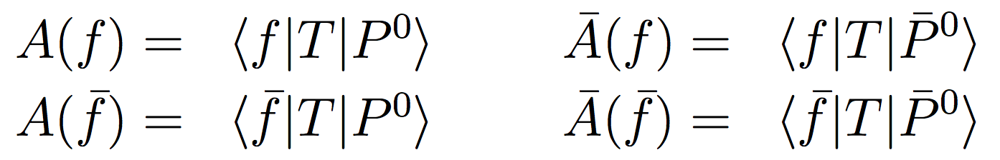 A(f) = ⟨f|T|P⁰⟩ Ā(f) = ⟨f|T|P̄⁰⟩
A(f̄) = ⟨f̄|T|P⁰⟩ Ā(f̄) = ⟨f̄|T|P̄⁰⟩